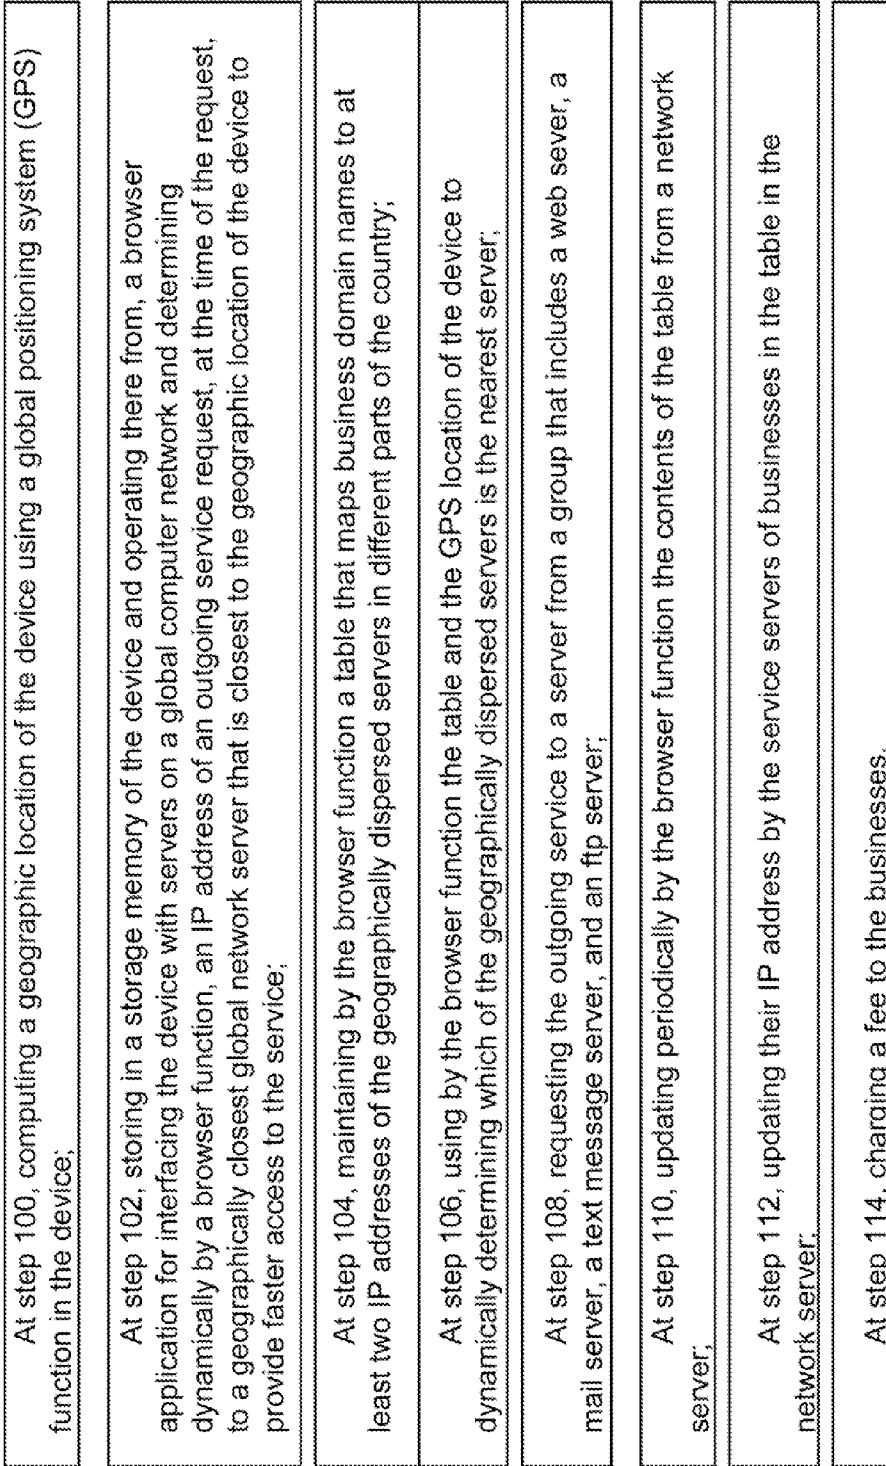 At step 100, computing a geographic location of the device using a global positioning system (GPS)
function in the device;
At step 102, storing in a storage memory of the device and operating there from, a browser
application for interfacing the device with servers on a global computer network and determining
dynamically by a browser function, an IP address of an outgoing service request, at the time of the request,
to a geographically closest global network server that is closest to the geographic location of the device to
provide faster access to the service;
At step 104, maintaining by the browser function a table that maps business domain names to at
least two IP addresses of the geographically dispersed servers in different parts of the country;
At step 106, using by the browser function the table and the GPS location of the device to
dynamically determining which of the geographically dispersed servers is the nearest server;
At step 108, requesting the outgoing service to a server from a group that includes a web sever, a
mail server, a text message server, and an ftp server;
At step 110, updating periodically by the browser function the contents of the table from a network
server;
At step 112, updating their IP address by the service servers of businesses in the table in the
network server;
At step 114, charging a fee to the businesses.